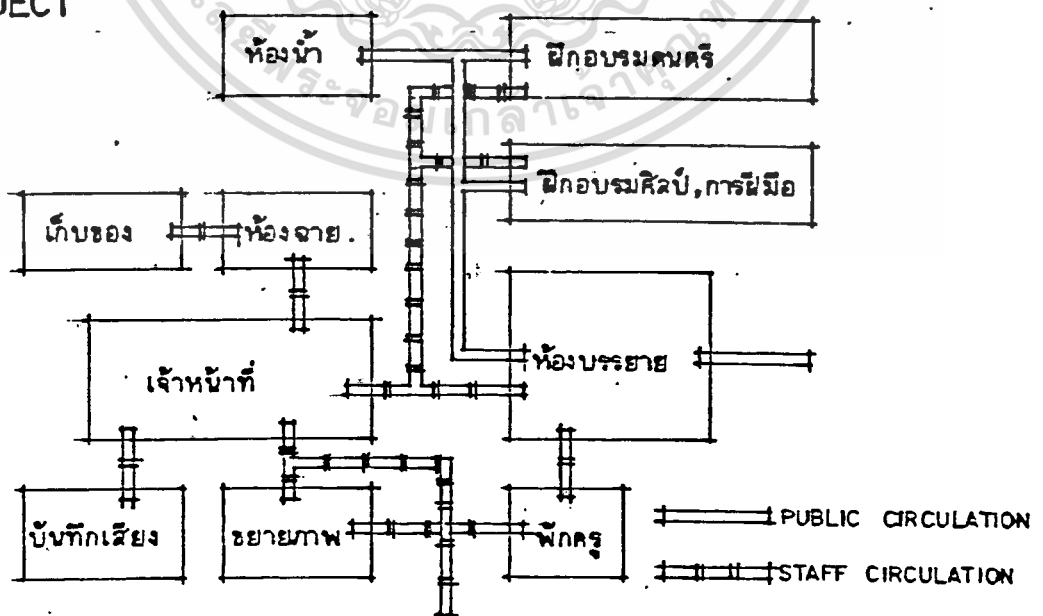 ห้องน้ำ
ฝึกอบรมดนตรี
ฝึกอบรมศิลป์,การฝีมือ
เก็บของ
ห้องฉาย.
ห้องบรรยาย
เจ้าหน้าที่
บันทึกเสียง
ขยายภาพ
พักครู
PUBLIC CIRCULATION
STAFF CIRCULATION